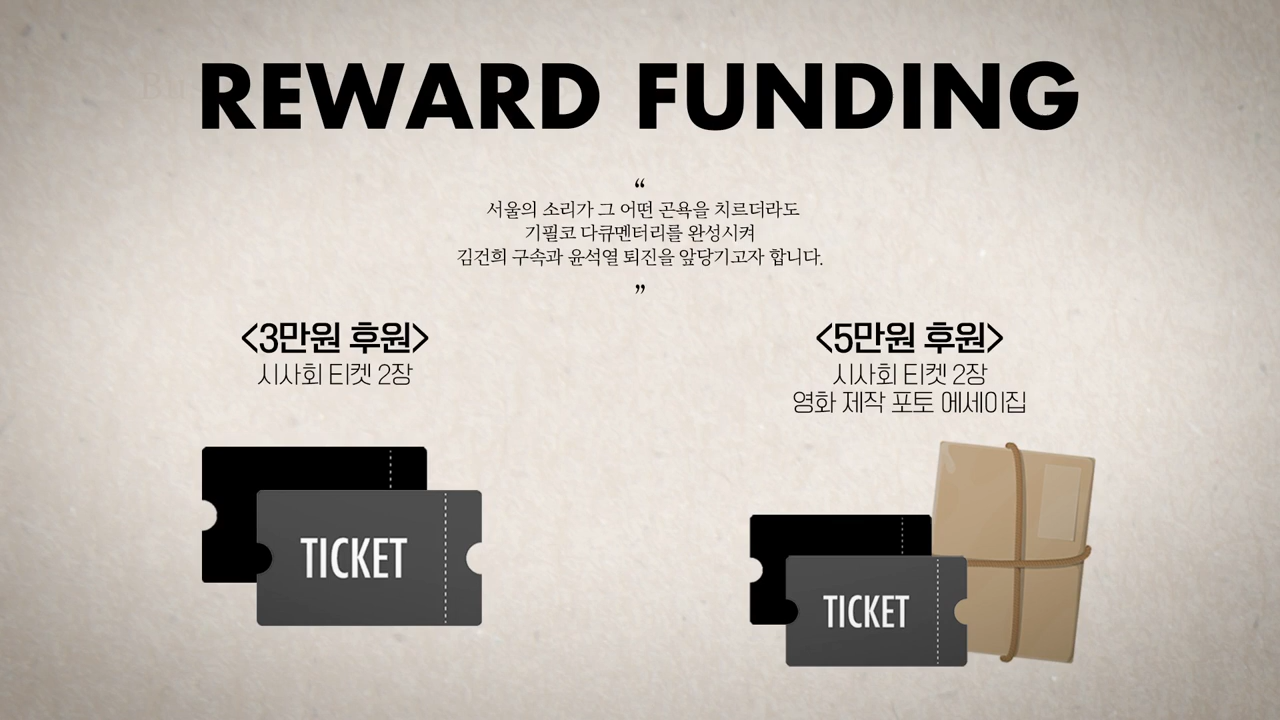 REWARD FUNDING
“
서울의 소리가 그 어떤 곤욕을 치르더라도
기필코 다큐멘터리를 완성시켜
김건희 구속과 윤석열 퇴진을 앞당기고자 합니다.
”
<3만원 후원>
시사회 티켓 2장
<5만원 후원>
시사회 티켓 2장
영화 제작 포토 에세이집
TICKET
TICKET